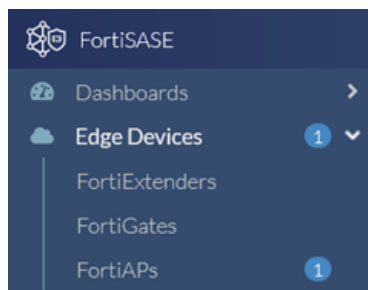 FortiSASE
Dashboards
Edge Devices 1
FortiExtenders
FortiGates
FortiAPs 1